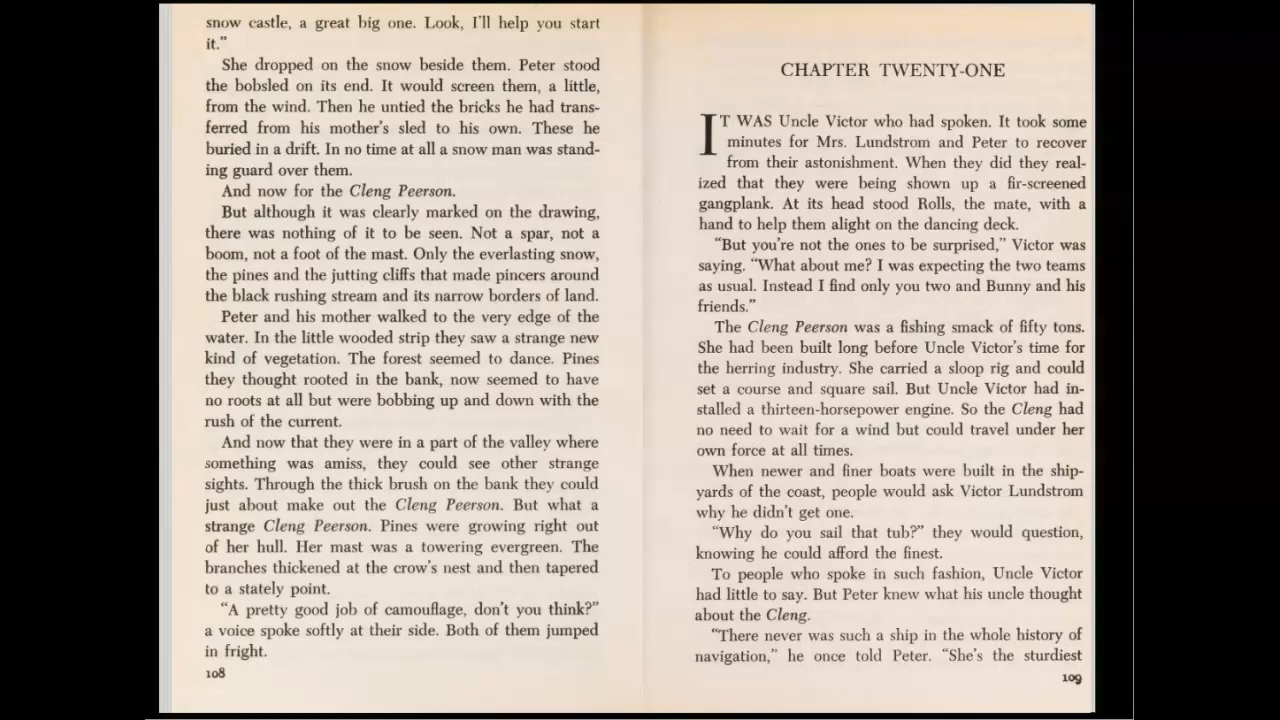 snow castle, a great big one. Look, I'll help you start
it."
She dropped on the snow beside them. Peter stood
the bobsled on its end. It would screen them, a little,
from the wind. Then he untied the bricks he had trans-
ferred from his mother's sled to his own. These he
buried in a drift. In no time at all a snow man was stand-
ing guard over them.
And now for the Cleng Peerson.
But although it was clearly marked on the drawing,
there was nothing of it to be seen. Not a spar, not a
boom, not a foot of the mast. Only the everlasting snow,
the pines and the jutting cliffs that made pincers around
the black rushing stream and its narrow borders of land.
Peter and his mother walked to the very edge of the
water. In the little wooded strip they saw a strange new
kind of vegetation. The forest seemed to dance. Pines
they thought rooted in the bank, now seemed to have
no roots at all but were bobbing up and down with the
rush of the current.
And now that they were in a part of the valley where
something was amiss, they could see other strange
sights. Through the thick brush on the bank they could
just about make out the Cleng Peerson. But what a
strange Cleng Peerson. Pines were growing right out
of her hull. Her mast was a towering evergreen. The
branches thickened at the crow's nest and then tapered
to a stately point.
"A pretty good job of camouflage, don't you think?"
a voice spoke softly at their side. Both of them jumped
in fright.
108
CHAPTER TWENTY-ONE
IT WAS Uncle Victor who had spoken. It took some
minutes for Mrs. Lundstrom and Peter to recover
from their astonishment. When they did they real-
ized that they were being shown up a fir-screened
gangplank. At its head stood Rolls, the mate, with a
hand to help them alight on the dancing deck.
"But you're not the ones to be surprised," Victor was
saying. "What about me? I was expecting the two teams
as usual. Instead I find only you two and Bunny and his
friends."
The Cleng Peerson was a fishing smack of fifty tons.
She had been built long before Uncle Victor's time for
the herring industry. She carried a sloop rig and could
set a course and square sail. But Uncle Victor had in-
stalled a thirteen-horsepower engine. So the Cleng had
no need to wait for a wind but could travel under her
own force at all times.
When newer and finer boats were built in the ship-
yards of the coast, people would ask Victor Lundstrom
why he didn't get one.
"Why do you sail that tub?" they would question,
knowing he could afford the finest.
To people who spoke in such fashion, Uncle Victor
had little to say. But Peter knew what his uncle thought
about the Cleng.
"There never was such a ship in the whole history of
navigation," he once told Peter. "She's the sturdiest
109